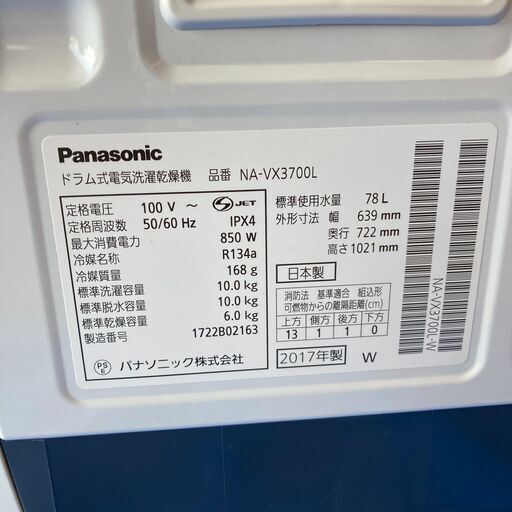 Panasonic
ドラム式電気洗濯乾燥機 品番 NA-VX3700L
定格電圧 100 V ～
定格周波数 50/60 Hz
JET
IPX4
最大消費電力 850 W
冷媒名称 R134a
冷媒質量 168 g
標準洗濯容量 10.0 kg
標準脱水容量 10.0 kg
標準乾燥容量 6.0 kg
製造番号 1722B02163
PS E パナソニック株式会社
標準使用水量 78 L
外形寸法 幅 639 mm
奥行 722 mm
高さ 1021 mm
日本製
消防法 基準適合 組込形
可燃物からの離隔距離(cm)
上方 側方 後方 下方
13 1 1 0
2017年製 W
NA-VX3700L-W